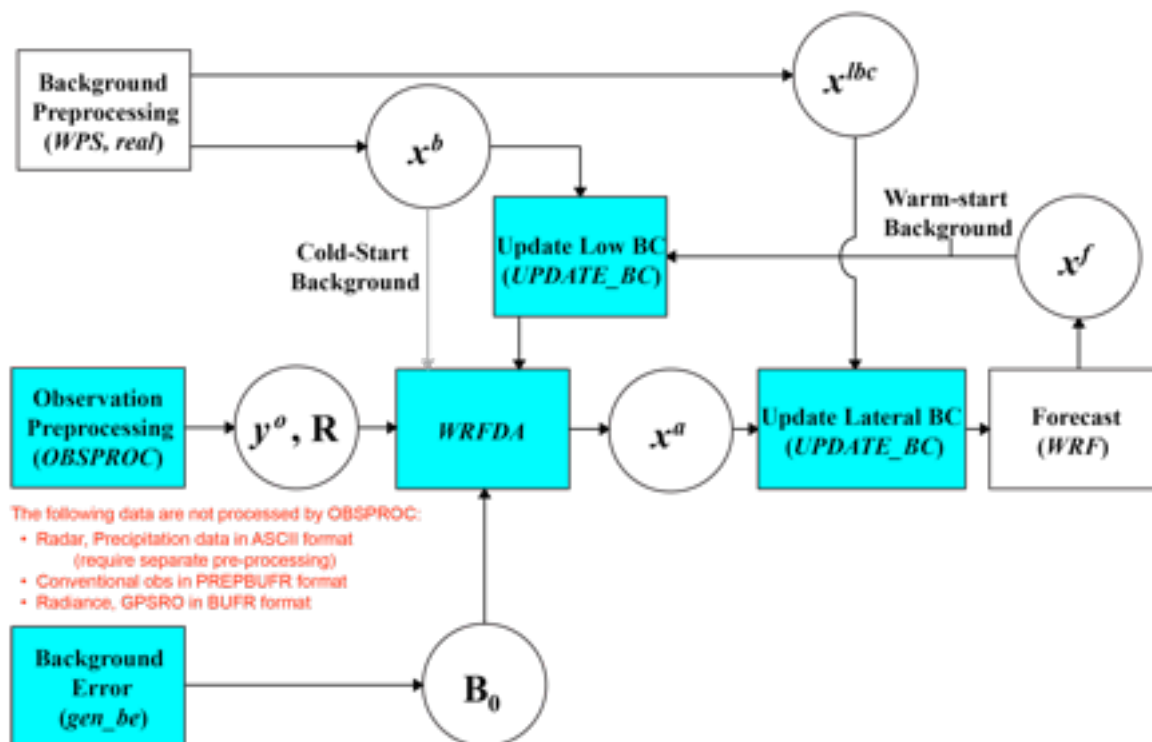 Background
Preprocessing
(WPS, real)
x^b
x^lbc
Cold-Start
Background
Update Low BC
(UPDATE_BC)
Warm-start
Background
x^f
Observation
Preprocessing
(OBSPROC)
y^o, R
WRFDA
x^a
Update Lateral BC
(UPDATE_BC)
Forecast
(WRF)
The following data are not processed by OBSPROC:
• Radar, Precipitation data in ASCII format
(require separate pre-processing)
• Conventional obs in PREPBUFR format
• Radiance, GPSRO in BUFR format
Background
Error
(gen_be)
B₀